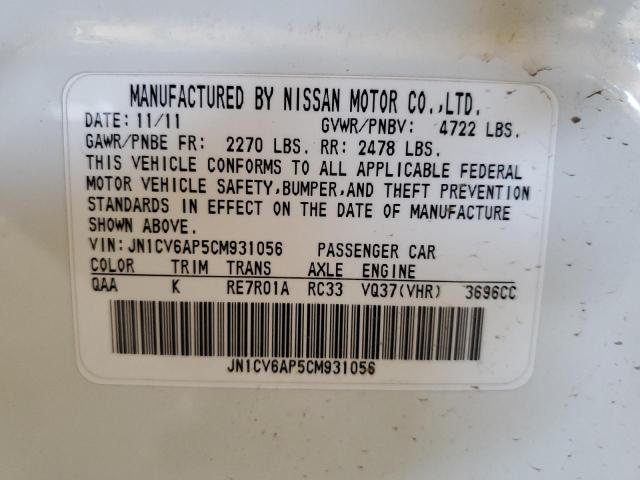 MANUFACTURED BY NISSAN MOTOR CO.,LTD.
DATE: 11/11 GVWR/PNBV: 4722 LBS.
GAWR/PNBE FR: 2270 LBS. RR: 2478 LBS.
THIS VEHICLE CONFORMS TO ALL APPLICABLE FEDERAL
MOTOR VEHICLE SAFETY,BUMPER,AND THEFT PREVENTION
STANDARDS IN EFFECT ON THE DATE OF MANUFACTURE
SHOWN ABOVE.
VIN: JN1CV6AP5CM931056 PASSENGER CAR
COLOR TRIM TRANS AXLE ENGINE
QAA K RE7R01A RC33 VQ37(VHR) 3696CC
JN1CV6AP5CM931056